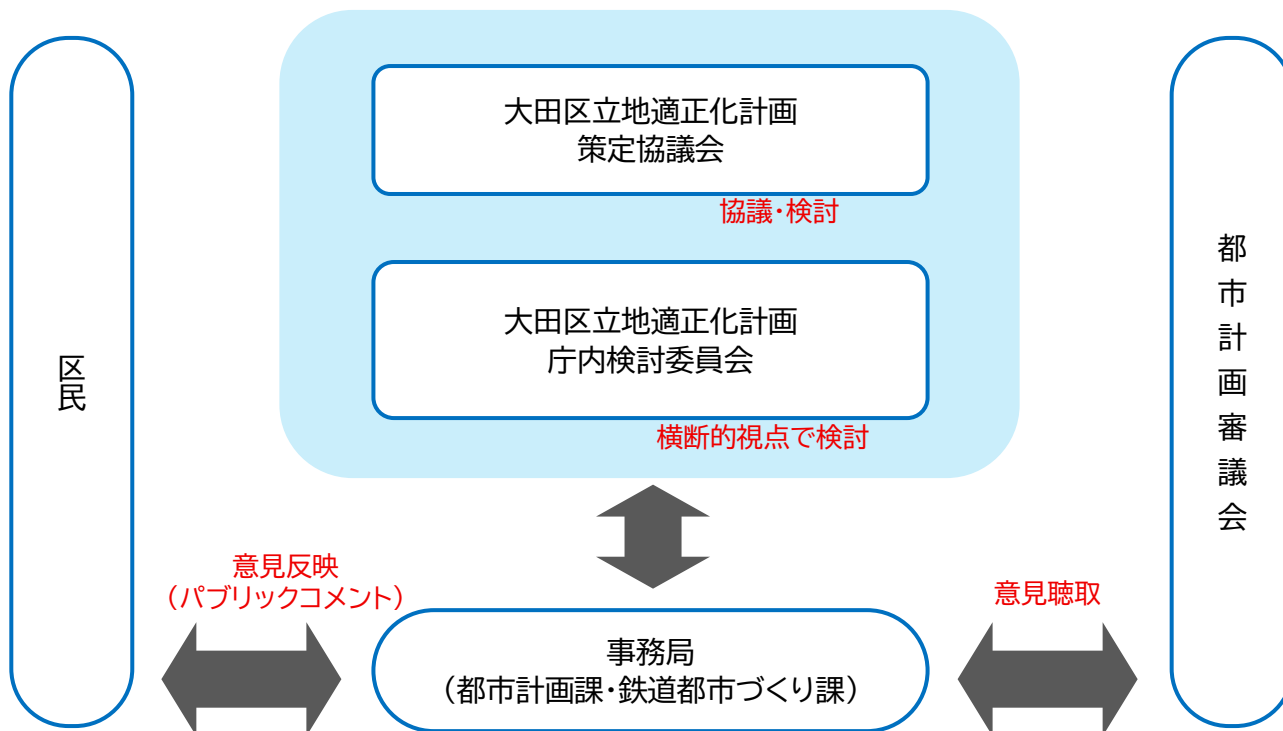 大田区立地適正化計画
策定協議会
協議・検討
大田区立地適正化計画
庁内検討委員会
横断的視点で検討
区民
都市計画審議会
意見反映
（パブリックコメント）
意見聴取
事務局
（都市計画課・鉄道都市づくり課）